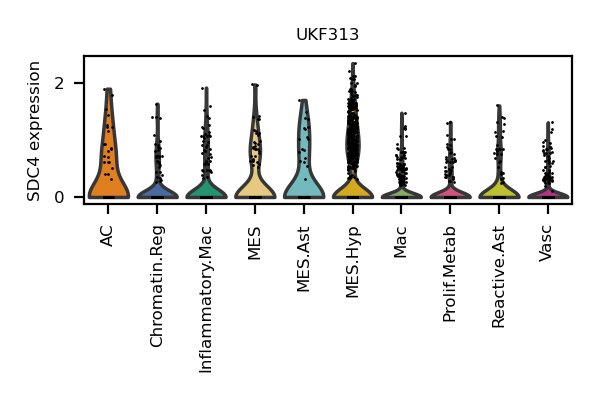 UKF313
SDC4 expression
2
0
AC
Chromatin.Reg
Inflammatory.Mac
MES
MES.Ast
MES.Hyp
Mac
Prolif.Metab
Reactive.Ast
Vasc